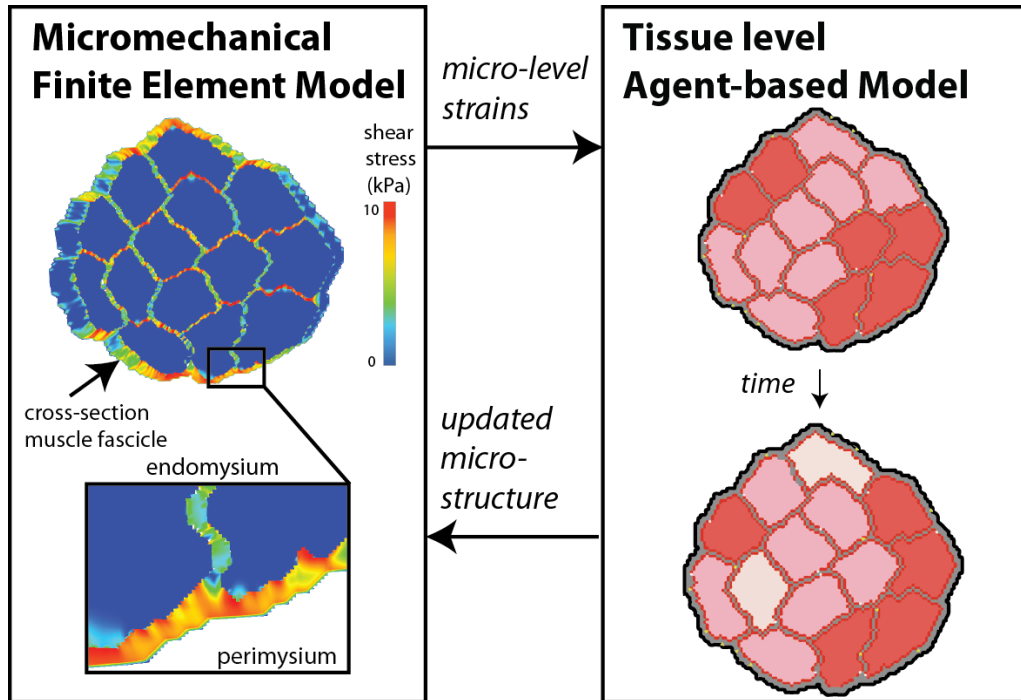 Micromechanical
Finite Element Model
shear
stress
(kPa)
10
0
cross-section
muscle fascicle
endomysium
perimysium
micro-level
strains
updated
micro-
structure
Tissue level
Agent-based Model
time